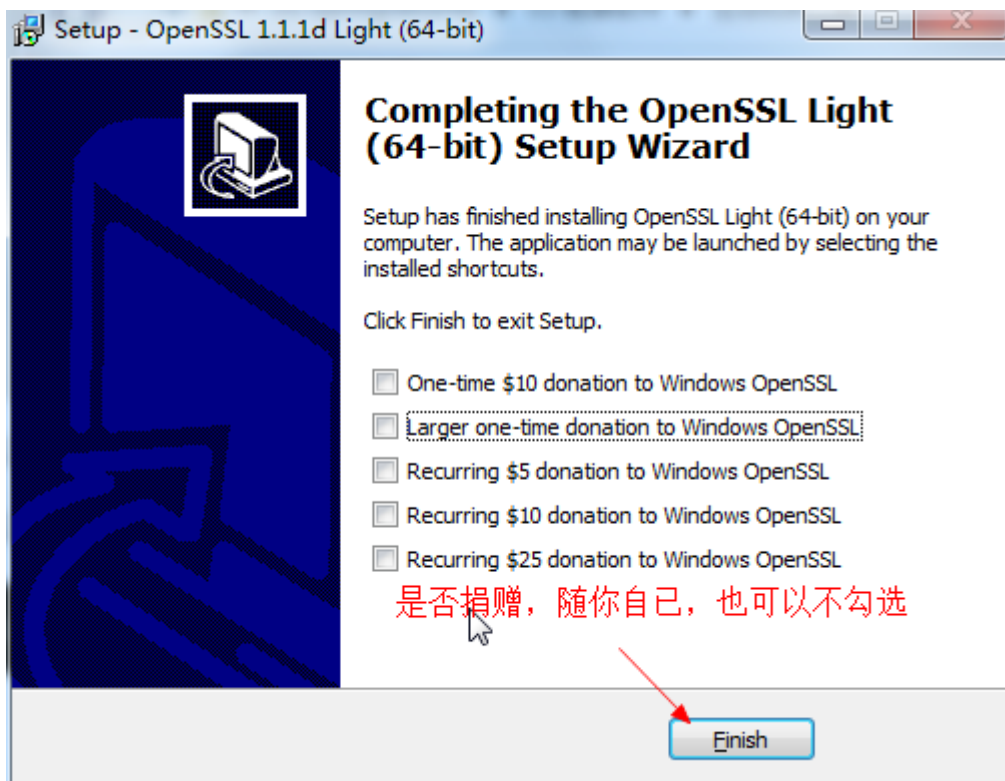 Setup - OpenSSL 1.1.1d Light (64-bit)
Completing the OpenSSL Light
(64-bit) Setup Wizard
Setup has finished installing OpenSSL Light (64-bit) on your
computer. The application may be launched by selecting the
installed shortcuts.
Click Finish to exit Setup.
One-time $10 donation to Windows OpenSSL
Larger one-time donation to Windows OpenSSL
Recurring $5 donation to Windows OpenSSL
Recurring $10 donation to Windows OpenSSL
Recurring $25 donation to Windows OpenSSL
是否捐赠，随你自己，也可以不勾选
Finish